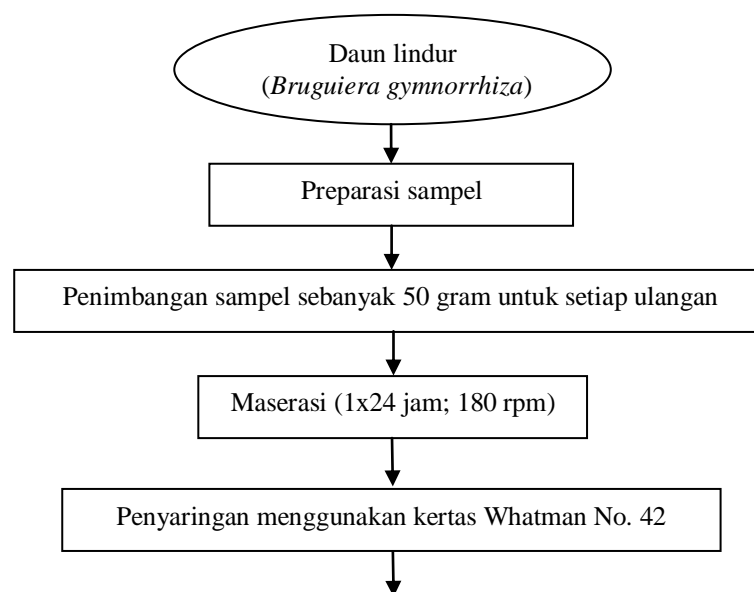 Daun lindur
(Bruguiera gymnorrhiza)
Preparasi sampel
Penimbangan sampel sebanyak 50 gram untuk setiap ulangan
Maserasi (1x24 jam; 180 rpm)
Penyaringan menggunakan kertas Whatman No. 42